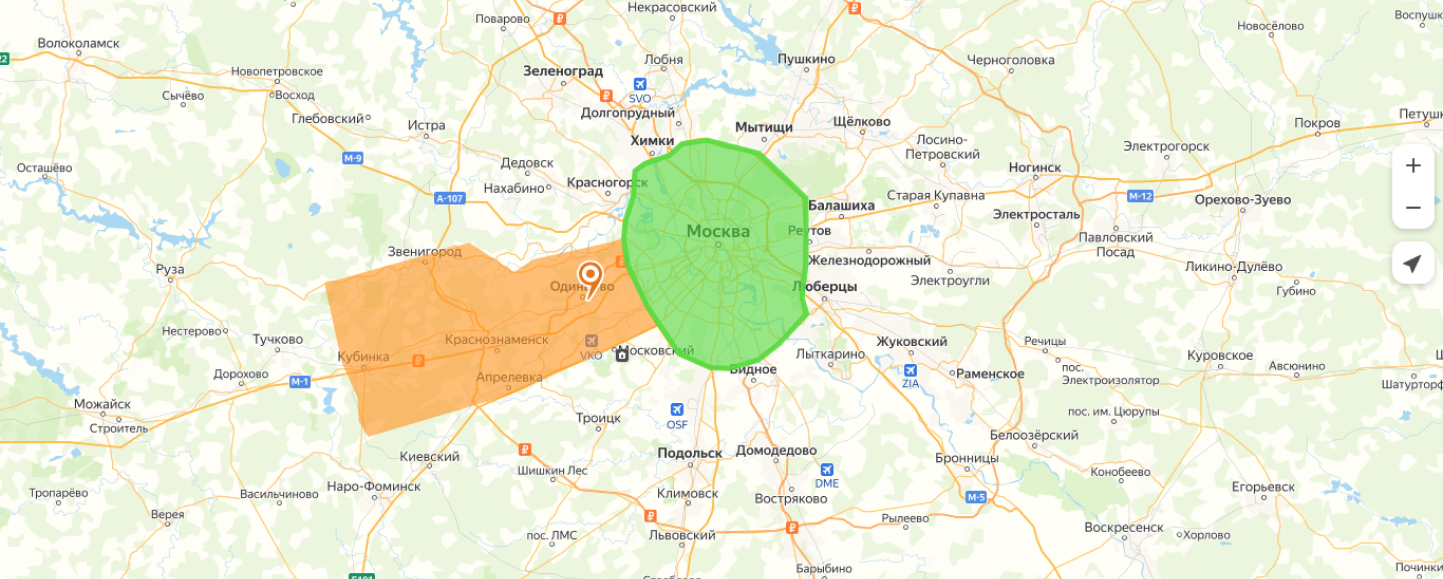 Некрасовский
Поварово
Воспушк
Новосёлово
Волоколамск
22
Лобня
Пушкино
Черноголовка
Новопетровское
Зеленоград
SVO
Сычёво
Восход
Глебовский
Долгопрудный
Истра
Мытищи
Щёлково
Покров
Петушк
Химки
Лосино-
Петровский
Электрогорск
М-9
Дедовск
Осташёво
Ногинск
Нахабино
Красногорск
А-107
Старая Купавна
М-12
Орехово-Зуево
Балашиха
Электросталь
Москва
Реутов
Павловский
Посад
Звенигород
Железнодорожный
Руза
Ликино-Дулёво
Электроугли
Одинцово
Люберцы
Губино
Нестерово
Тучково
Краснознаменск
Жуковский
Речицы
VKO
Московский
Лыткарино
Кубинка
Куровское
Авсюнино
пос.
Электроизолятор
Видное
ZIA
Раменское
Дорохово
М-1
Апрелевка
Шатурторф
Можайск
Строитель
Троицк
OSF
пос. им. Цюрупы
Белоозёрский
Киевский
Подольск
Домодедово
Бронницы
Шишкин Лес
DME
Конобеево
Тропарёво
Васильчиново
Наро-Фоминск
Климовск
Востряково
М-5
Егорьевск
Верея
Рылеево
Воскресенск
Хорлово
пос. ЛМС
Львовский
Барыбино
Починки